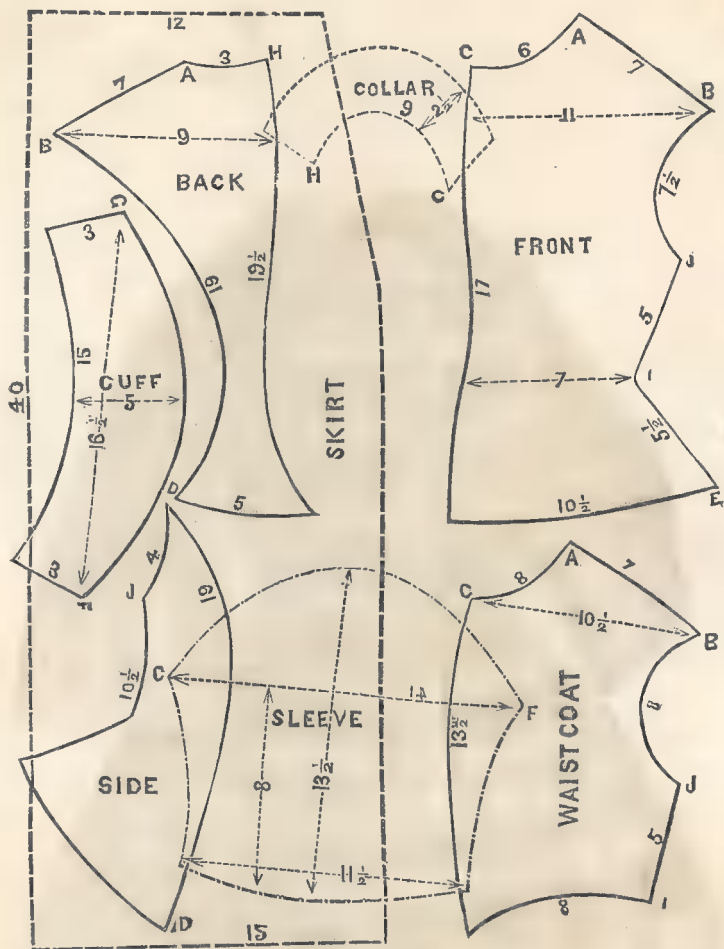 12
3
H
A
7
B
9
BACK
G
3
19½
19
15
CUFF
5
16½
40
D
5
3
H
SKIRT
COLLAR
9
2½
H
C
C
6
A
7
B
11
7½
FRONT
J
17
5
7
I
5½
E
10½
4
J
19
10½
C
SIDE
D
14
SLEEVE
F
8
13½
11½
15
A
8
7
C
10½
B
8
WAISTCOAT
J
5
I
8